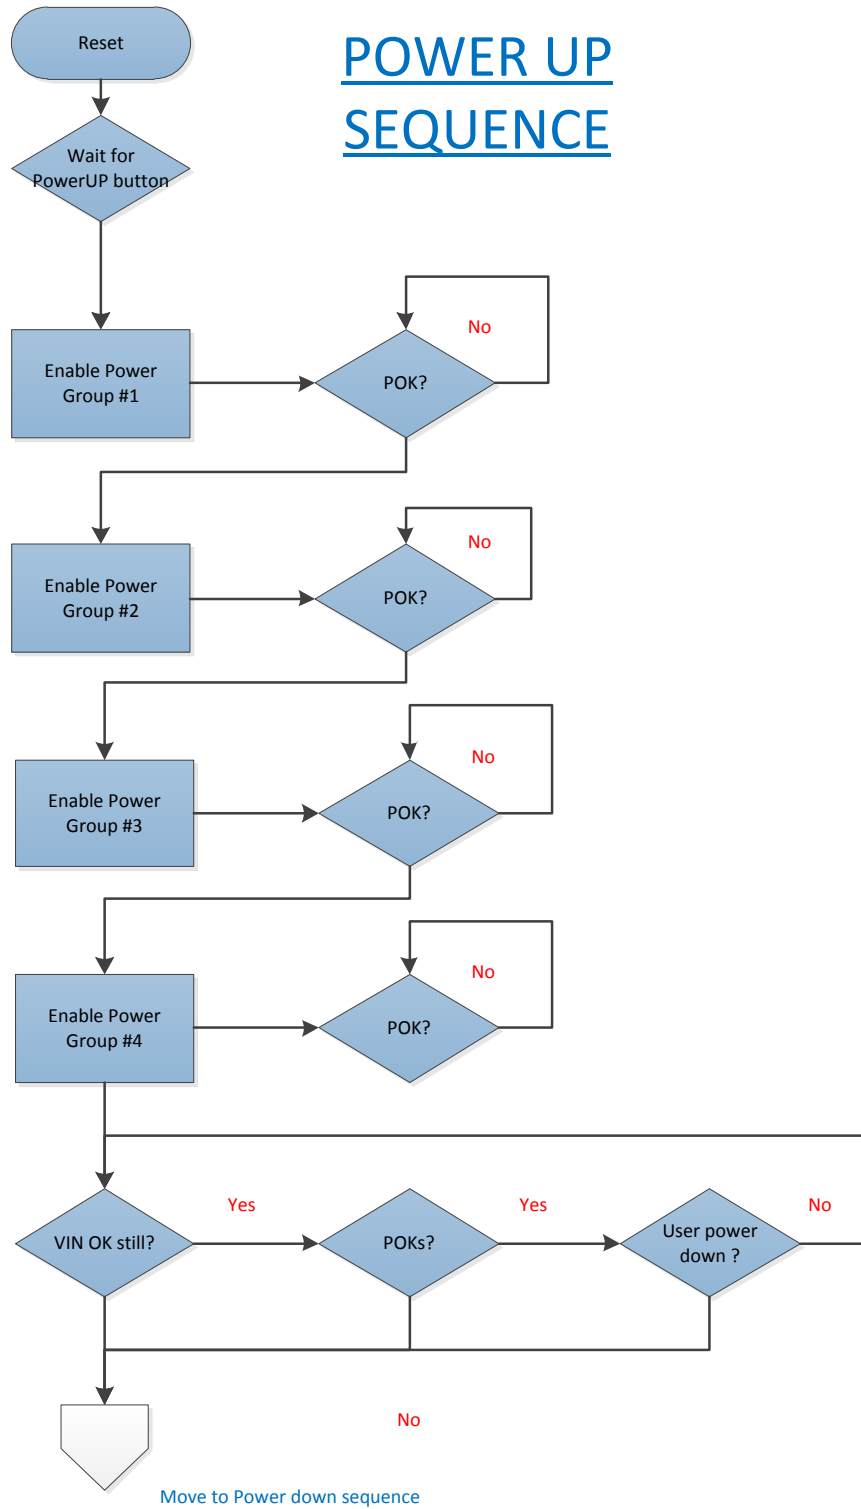 Reset
POWER UP
SEQUENCE
Wait for
PowerUP button
No
Enable Power
Group #1
POK?
No
Enable Power
Group #2
POK?
No
Enable Power
Group #3
POK?
No
Enable Power
Group #4
POK?
Yes
Yes
No
VIN OK still?
POKs?
User power
down ?
No
Move to Power down sequence